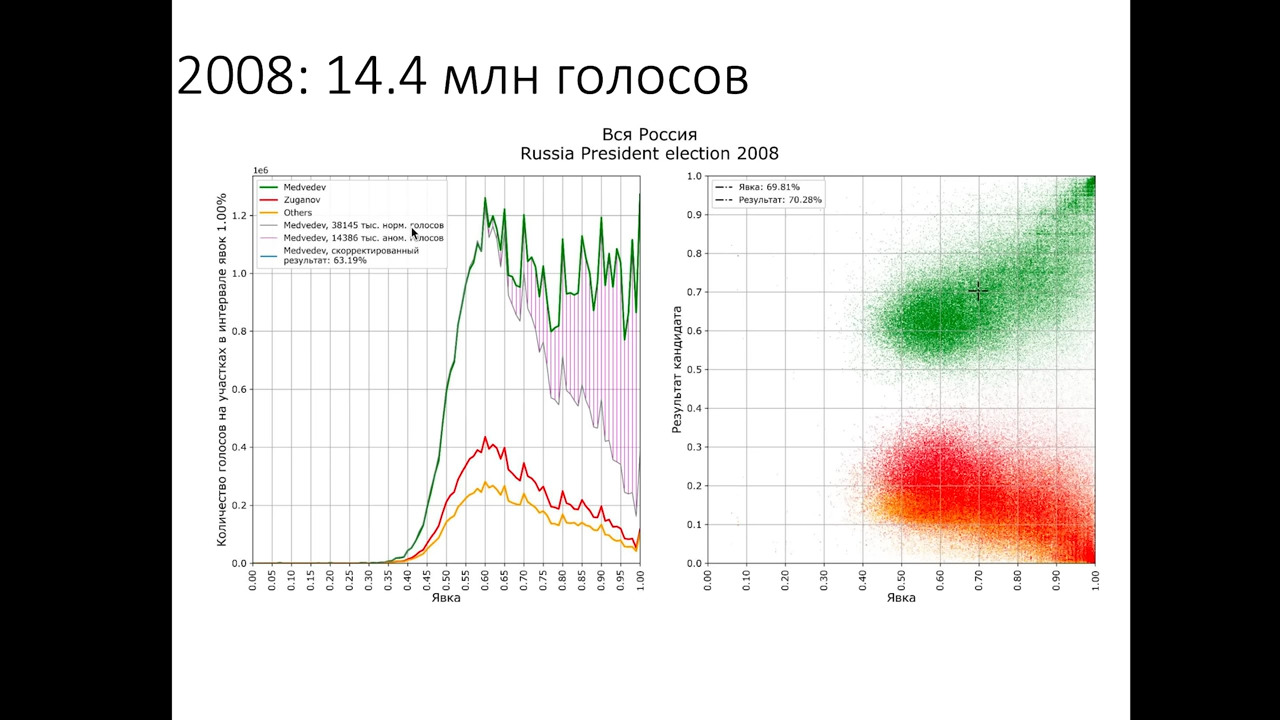 2008: 14.4 млн голосов
Вся Россия
Russia President election 2008
1e6
Medvedev
Zuganov
Others
Medvedev, 38145 тыс. норм. голосов
Medvedev, 14386 тыс. аном. голосов
Medvedev, скорректированный
результат: 63.19%
Количество голосов на участках в интервале явок 1.00%
1.2
1.0
0.8
0.6
0.4
0.2
0.0
0.00 0.05 0.10 0.15 0.20 0.25 0.30 0.35 0.40 0.45 0.50 0.55 0.60 0.65 0.70 0.75 0.80 0.85 0.90 0.95 1.00
Явка
Явка: 69.81%
Результат: 70.28%
Результат кандидата
1.0
0.9
0.8
0.7
0.6
0.5
0.4
0.3
0.2
0.1
0.0
0.00 0.10 0.20 0.30 0.40 0.50 0.60 0.70 0.80 0.90 1.00
Явка